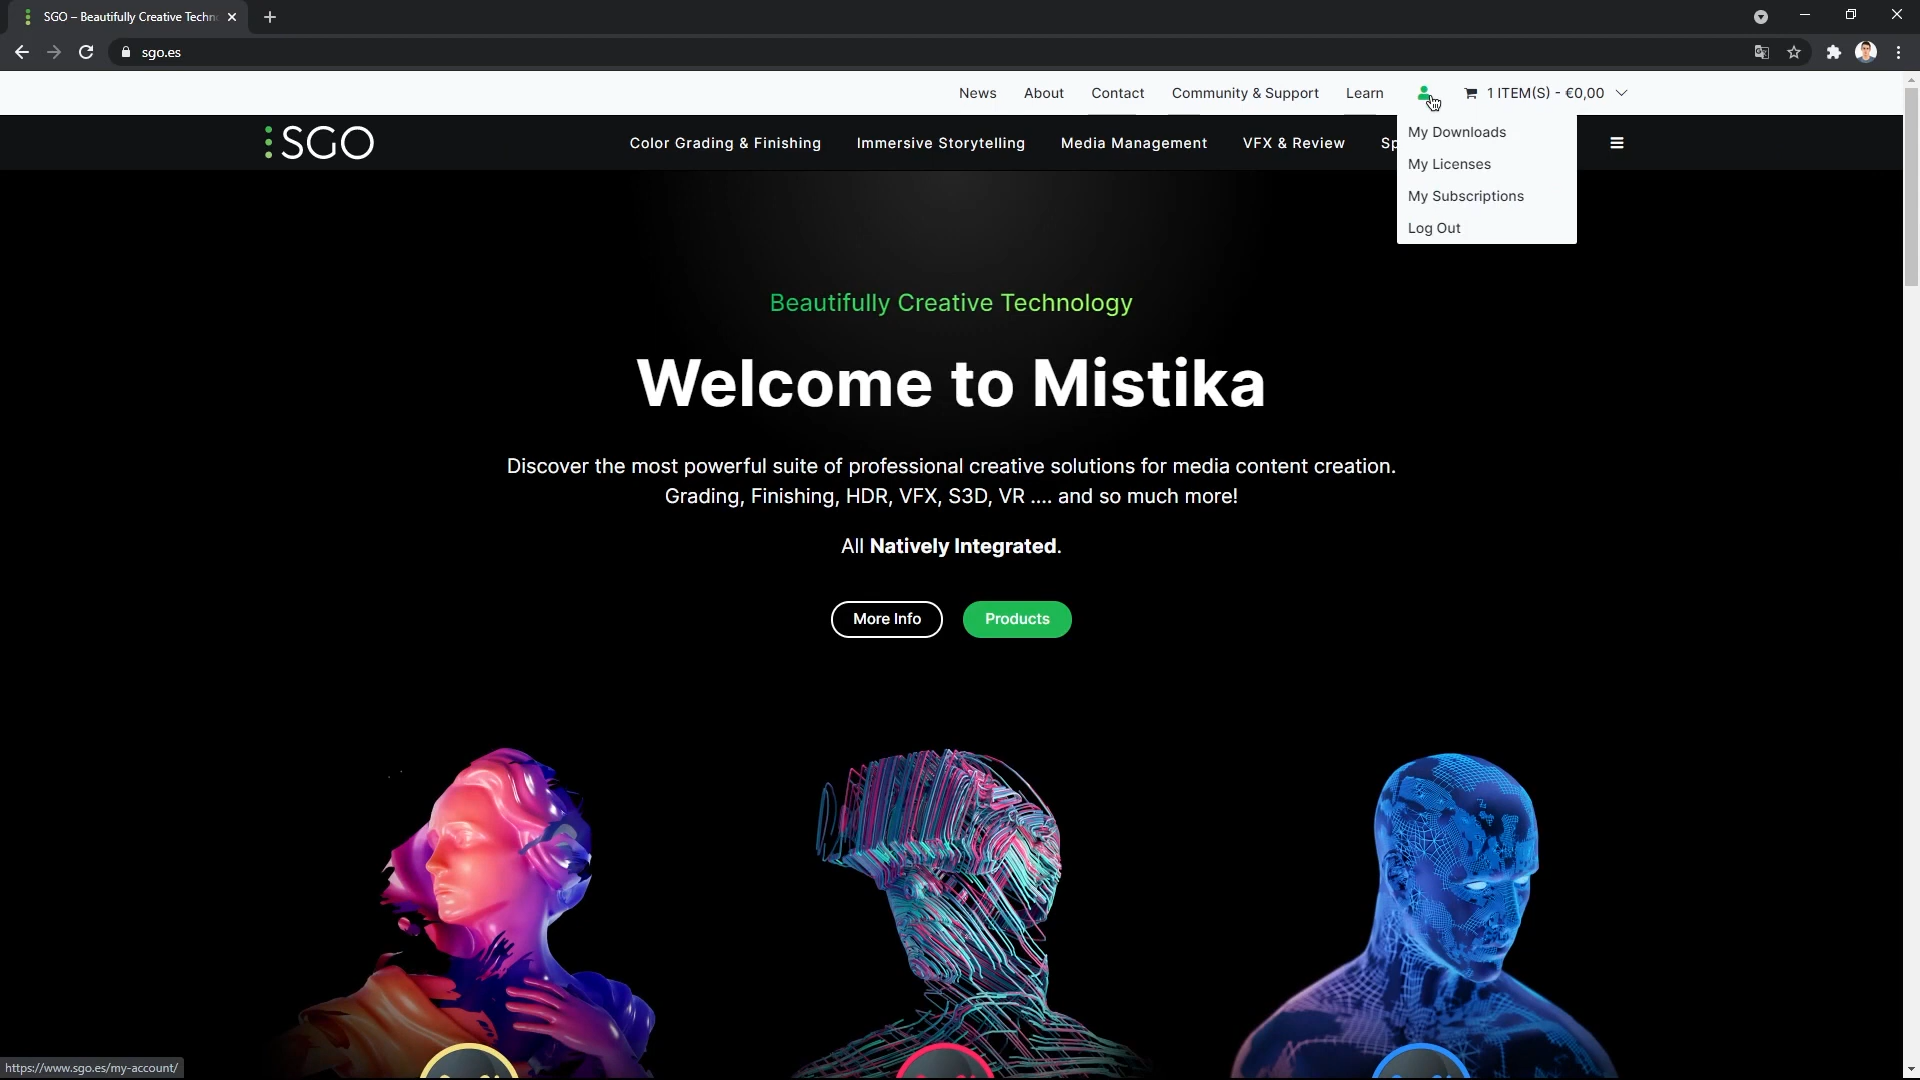 SGO – Beautifully Creative Techn
sgo.es
News About Contact Community & Support Learn 1 ITEM(S) - €0,00
SGO Color Grading & Finishing Immersive Storytelling Media Management VFX & Review Sp
My Downloads
My Licenses
My Subscriptions
Log Out
Beautifully Creative Technology
Welcome to Mistika
Discover the most powerful suite of professional creative solutions for media content creation.
Grading, Finishing, HDR, VFX, S3D, VR .... and so much more!
All Natively Integrated.
More Info Products
https://www.sgo.es/my-account/